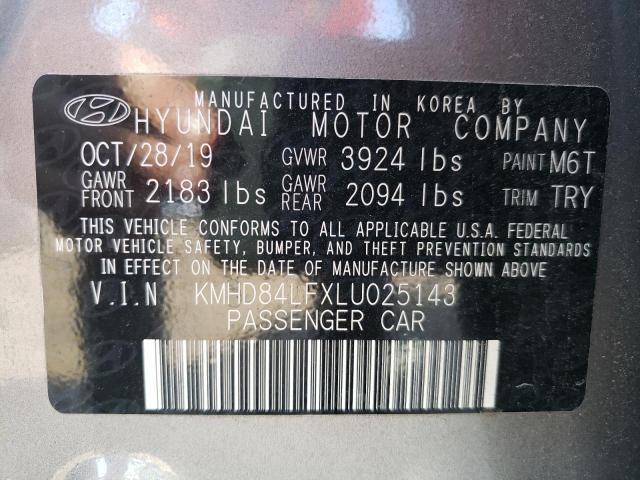 MANUFACTURED IN KOREA BY
HYUNDAI MOTOR COMPANY
OCT/28/19 GVWR 3924 lbs PAINT M6T
GAWR FRONT 2183 lbs GAWR REAR 2094 lbs TRIM TRY
THIS VEHICLE CONFORMS TO ALL APPLICABLE U.S.A. FEDERAL
MOTOR VEHICLE SAFETY, BUMPER, AND THEFT PREVENTION STANDARDS
IN EFFECT ON THE DATE OF MANUFACTURE SHOWN ABOVE.
V.I.N KMHD84LFXLU025143
PASSENGER CAR